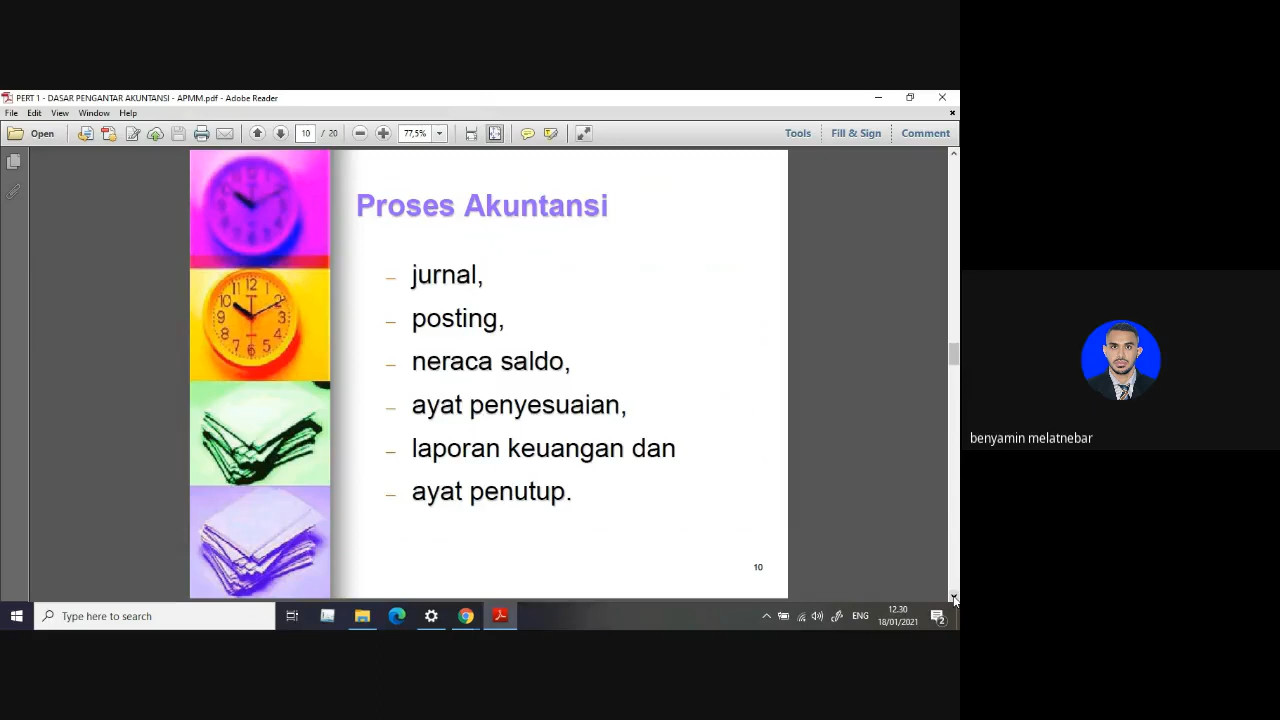 PERT 1 - DASAR PENGANTAR AKUNTANSI - APMM.pdf - Adobe Reader
File Edit View Window Help
Open 10 / 20 77,5% Tools Fill & Sign Comment
Proses Akuntansi
– jurnal,
– posting,
– neraca saldo,
– ayat penyesuaian,
– laporan keuangan dan
– ayat penutup.
10
benyamin melatnebar
Type here to search
ENG
12.30
18/01/2021
2